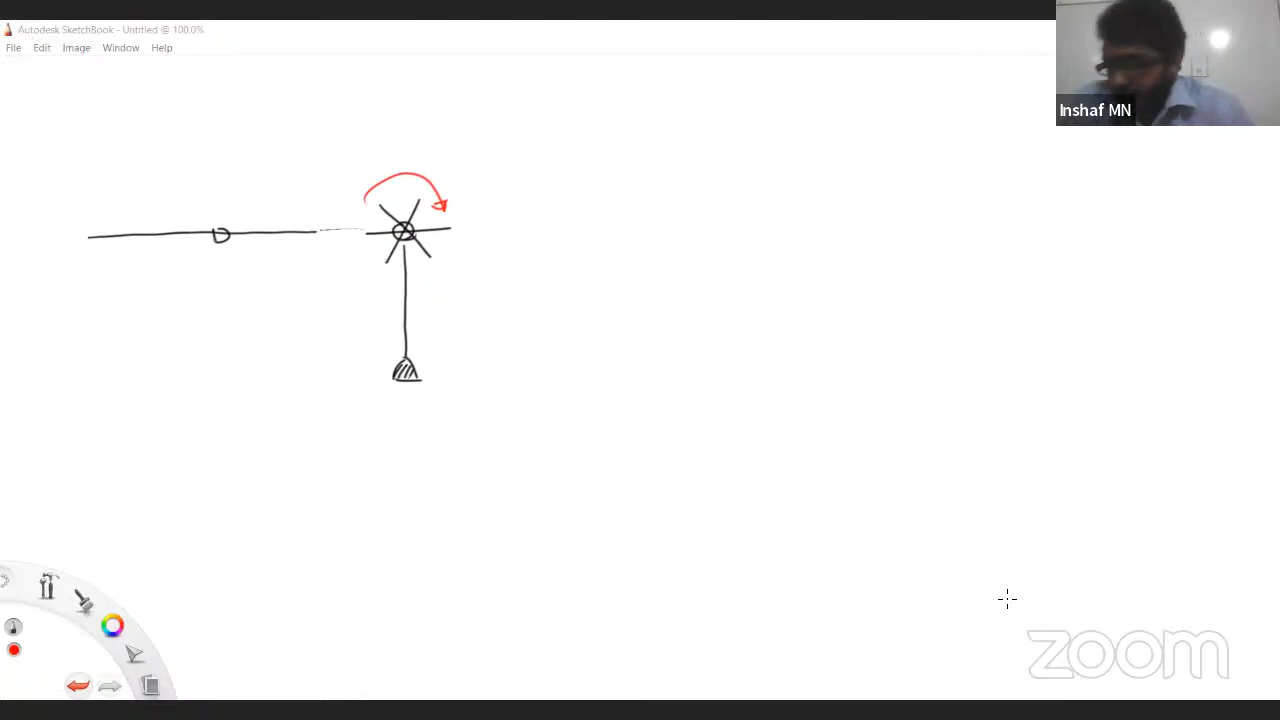 Autodesk SketchBook - Untitled @ 100.0%
File Edit Image Window Help
Inshaf MN
zoom